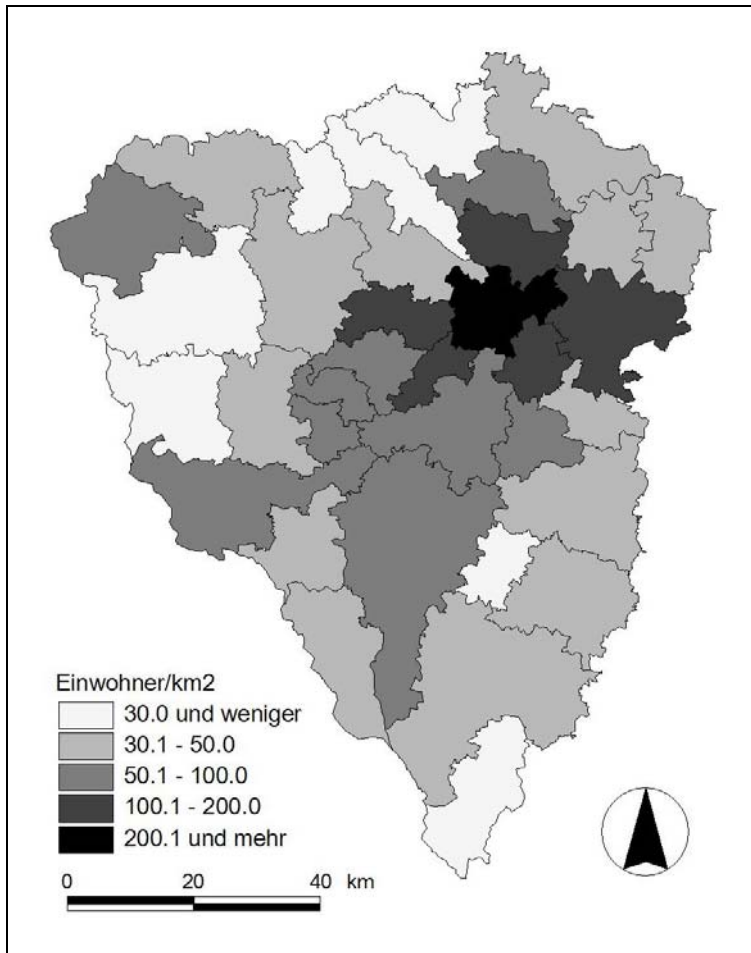 Einwohner/km2
30.0 und weniger
30.1 - 50.0
50.1 - 100.0
100.1 - 200.0
200.1 und mehr
0 20 40 km